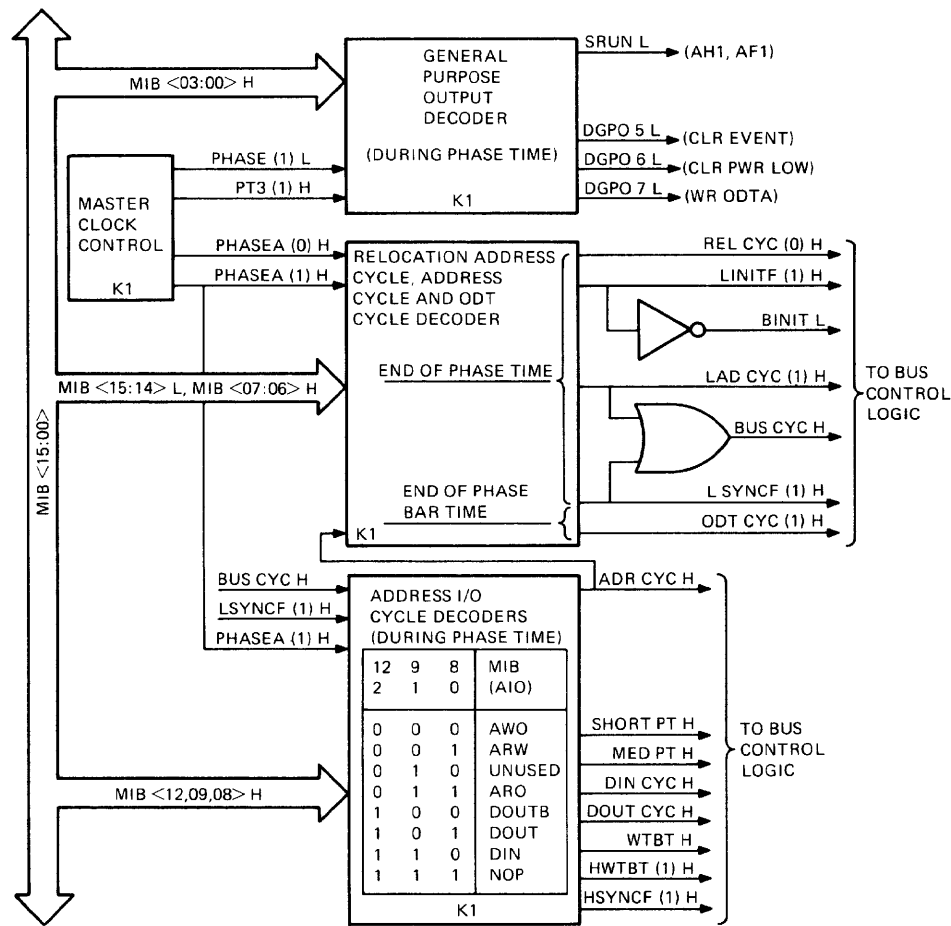 MIB <15:00>
MIB <03:00> H
GENERAL
PURPOSE
OUTPUT
DECODER
(DURING PHASE TIME)
K1
SRUN L
(AH1, AF1)
DGPO 5 L
(CLR EVENT)
DGPO 6 L
(CLR PWR LOW)
DGPO 7 L
(WR ODTA)
MASTER
CLOCK
CONTROL
K1
PHASE (1) L
PT3 (1) H
PHASEA (0) H
PHASEA (1) H
RELOCATION ADDRESS
CYCLE, ADDRESS
CYCLE AND ODT
CYCLE DECODER
END OF PHASE TIME
END OF PHASE
BAR TIME
K1
MIB <15:14> L, MIB <07:06> H
REL CYC (0) H
LINITF (1) H
BINIT L
LAD CYC (1) H
BUS CYC H
L SYNCF (1) H
ODT CYC (1) H
TO BUS
CONTROL
LOGIC
BUS CYC H
LSYNCF (1) H
PHASEA (1) H
ADDRESS I/O
CYCLE DECODERS
(DURING PHASE TIME)
12 9 8 MIB
2 1 0 (AIO)
0 0 0 AWO
0 0 1 ARW
0 1 0 UNUSED
0 1 1 ARO
1 0 0 DOUTB
1 0 1 DOUT
1 1 0 DIN
1 1 1 NOP
K1
MIB <12,09,08> H
ADR CYC H
SHORT PT H
MED PT H
DIN CYC H
DOUT CYC H
WTBT H
HWTBT (1) H
HSYNCF (1) H
TO BUS
CONTROL
LOGIC